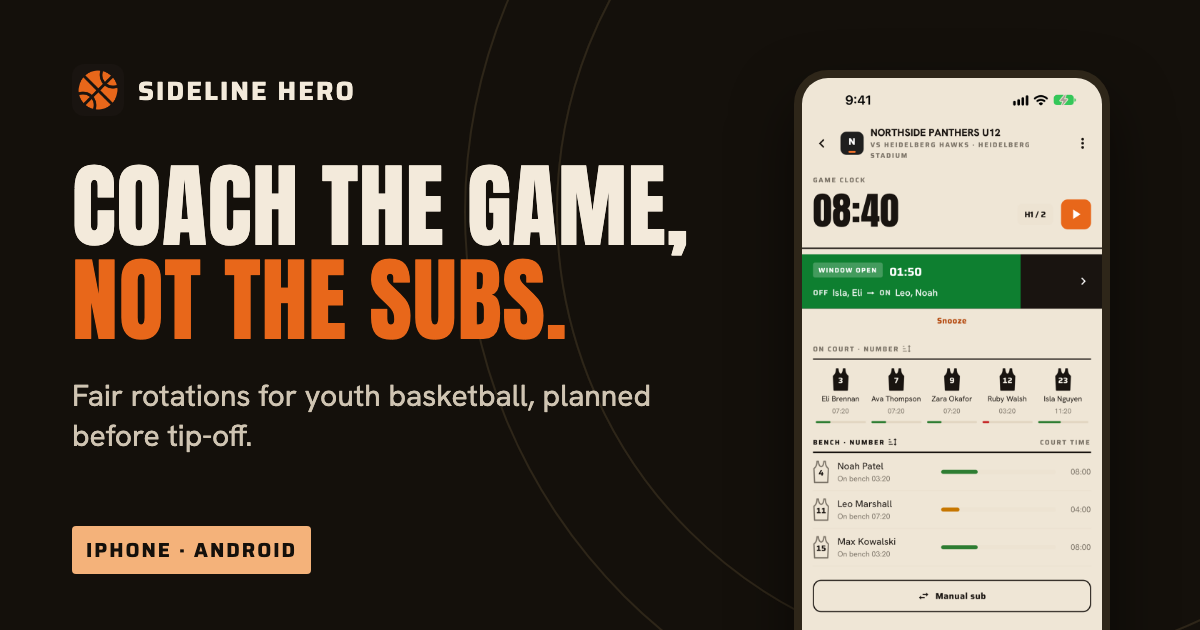 SIDELINE HERO
COACH THE GAME,
NOT THE SUBS.
Fair rotations for youth basketball, planned
before tip-off.
IPHONE · ANDROID
9:41
N
NORTHSIDE PANTHERS U12
VS HEIDELBERG HAWKS · HEIDELBERG
STADIUM
GAME CLOCK
08:40
H1 / 2
WINDOW OPEN 01:50
OFF Isla, Eli → ON Leo, Noah
Snooze
ON COURT · NUMBER
3 7 9 12 23
Eli Brennan Ava Thompson Zara Okafor Ruby Walsh Isla Nguyen
07:20 07:20 07:20 03:20 11:20
BENCH · NUMBER COURT TIME
4 Noah Patel 08:00
On bench 03:20
11 Leo Marshall 04:00
On bench 07:20
15 Max Kowalski 08:00
On bench 03:20
Manual sub